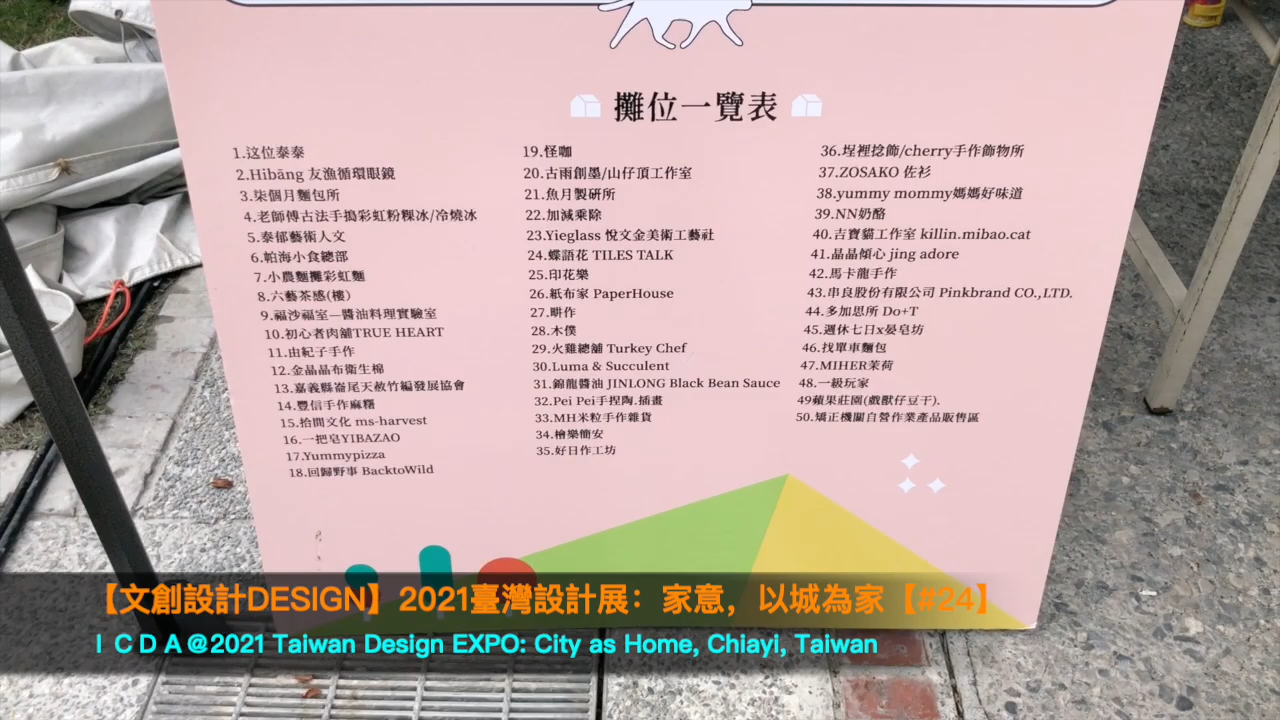 攤位一覽表
1.这位泰泰
2.Hibāng 友漁循環眼鏡
3.柒個月麵包所
4.老師傅古法手搗彩虹粉粿冰/冷燒冰
5.泰郁藝術人文
6.帕海小食總部
7.小農麵攤彩虹麵
8.六藝茶感(樓)
9.福沙福室—醬油料理實驗室
10.初心者肉舖TRUE HEART
11.由紀子手作
12.金晶晶布衛生棉
13.嘉義縣崙尾天赦竹編發展協會
14.豐信手作麻糬
15.拾間文化 ms-harvest
16.一把皂YIBAZAO
17.Yummypizza
18.回歸野事 BacktoWild
19.怪咖
20.古雨創墨/山仔頂工作室
21.魚月製研所
22.加減乘除
23.Yieglass 悅文金美術工藝社
24.蝶語花 TILES TALK
25.印花樂
26.紙布家 PaperHouse
27.畊作
28.木僕
29.火雞總舖 Turkey Chef
30.Luma & Succulent
31.錦龍醬油 JINLONG Black Bean Sauce
32.Pei Pei手捏陶.插畫
33.MH米粒手作雜貨
34.檜樂簡安
35.好日作工坊
36.埕裡捻飾/cherry手作飾物所
37.ZOSAKO 佐衫
38.yummy mommy媽媽好味道
39.NN奶酪
40.吉寶貓工作室 killin.mibao.cat
41.晶晶傾心 jing adore
42.馬卡龍手作
43.串良股份有限公司 Pinkbrand CO.,LTD.
44.多加思所 Do+T
45.週休七日x晏皂坊
46.找單車麵包
47.MIHER茉荷
48.一級玩家
49蘋果莊園(戲獸仔豆干).
50.矯正機關自營作業產品販售區
【文創設計DESIGN】2021臺灣設計展：家意，以城為家【#24】
ＩＣＤＡ@2021 Taiwan Design EXPO: City as Home, Chiayi, Taiwan